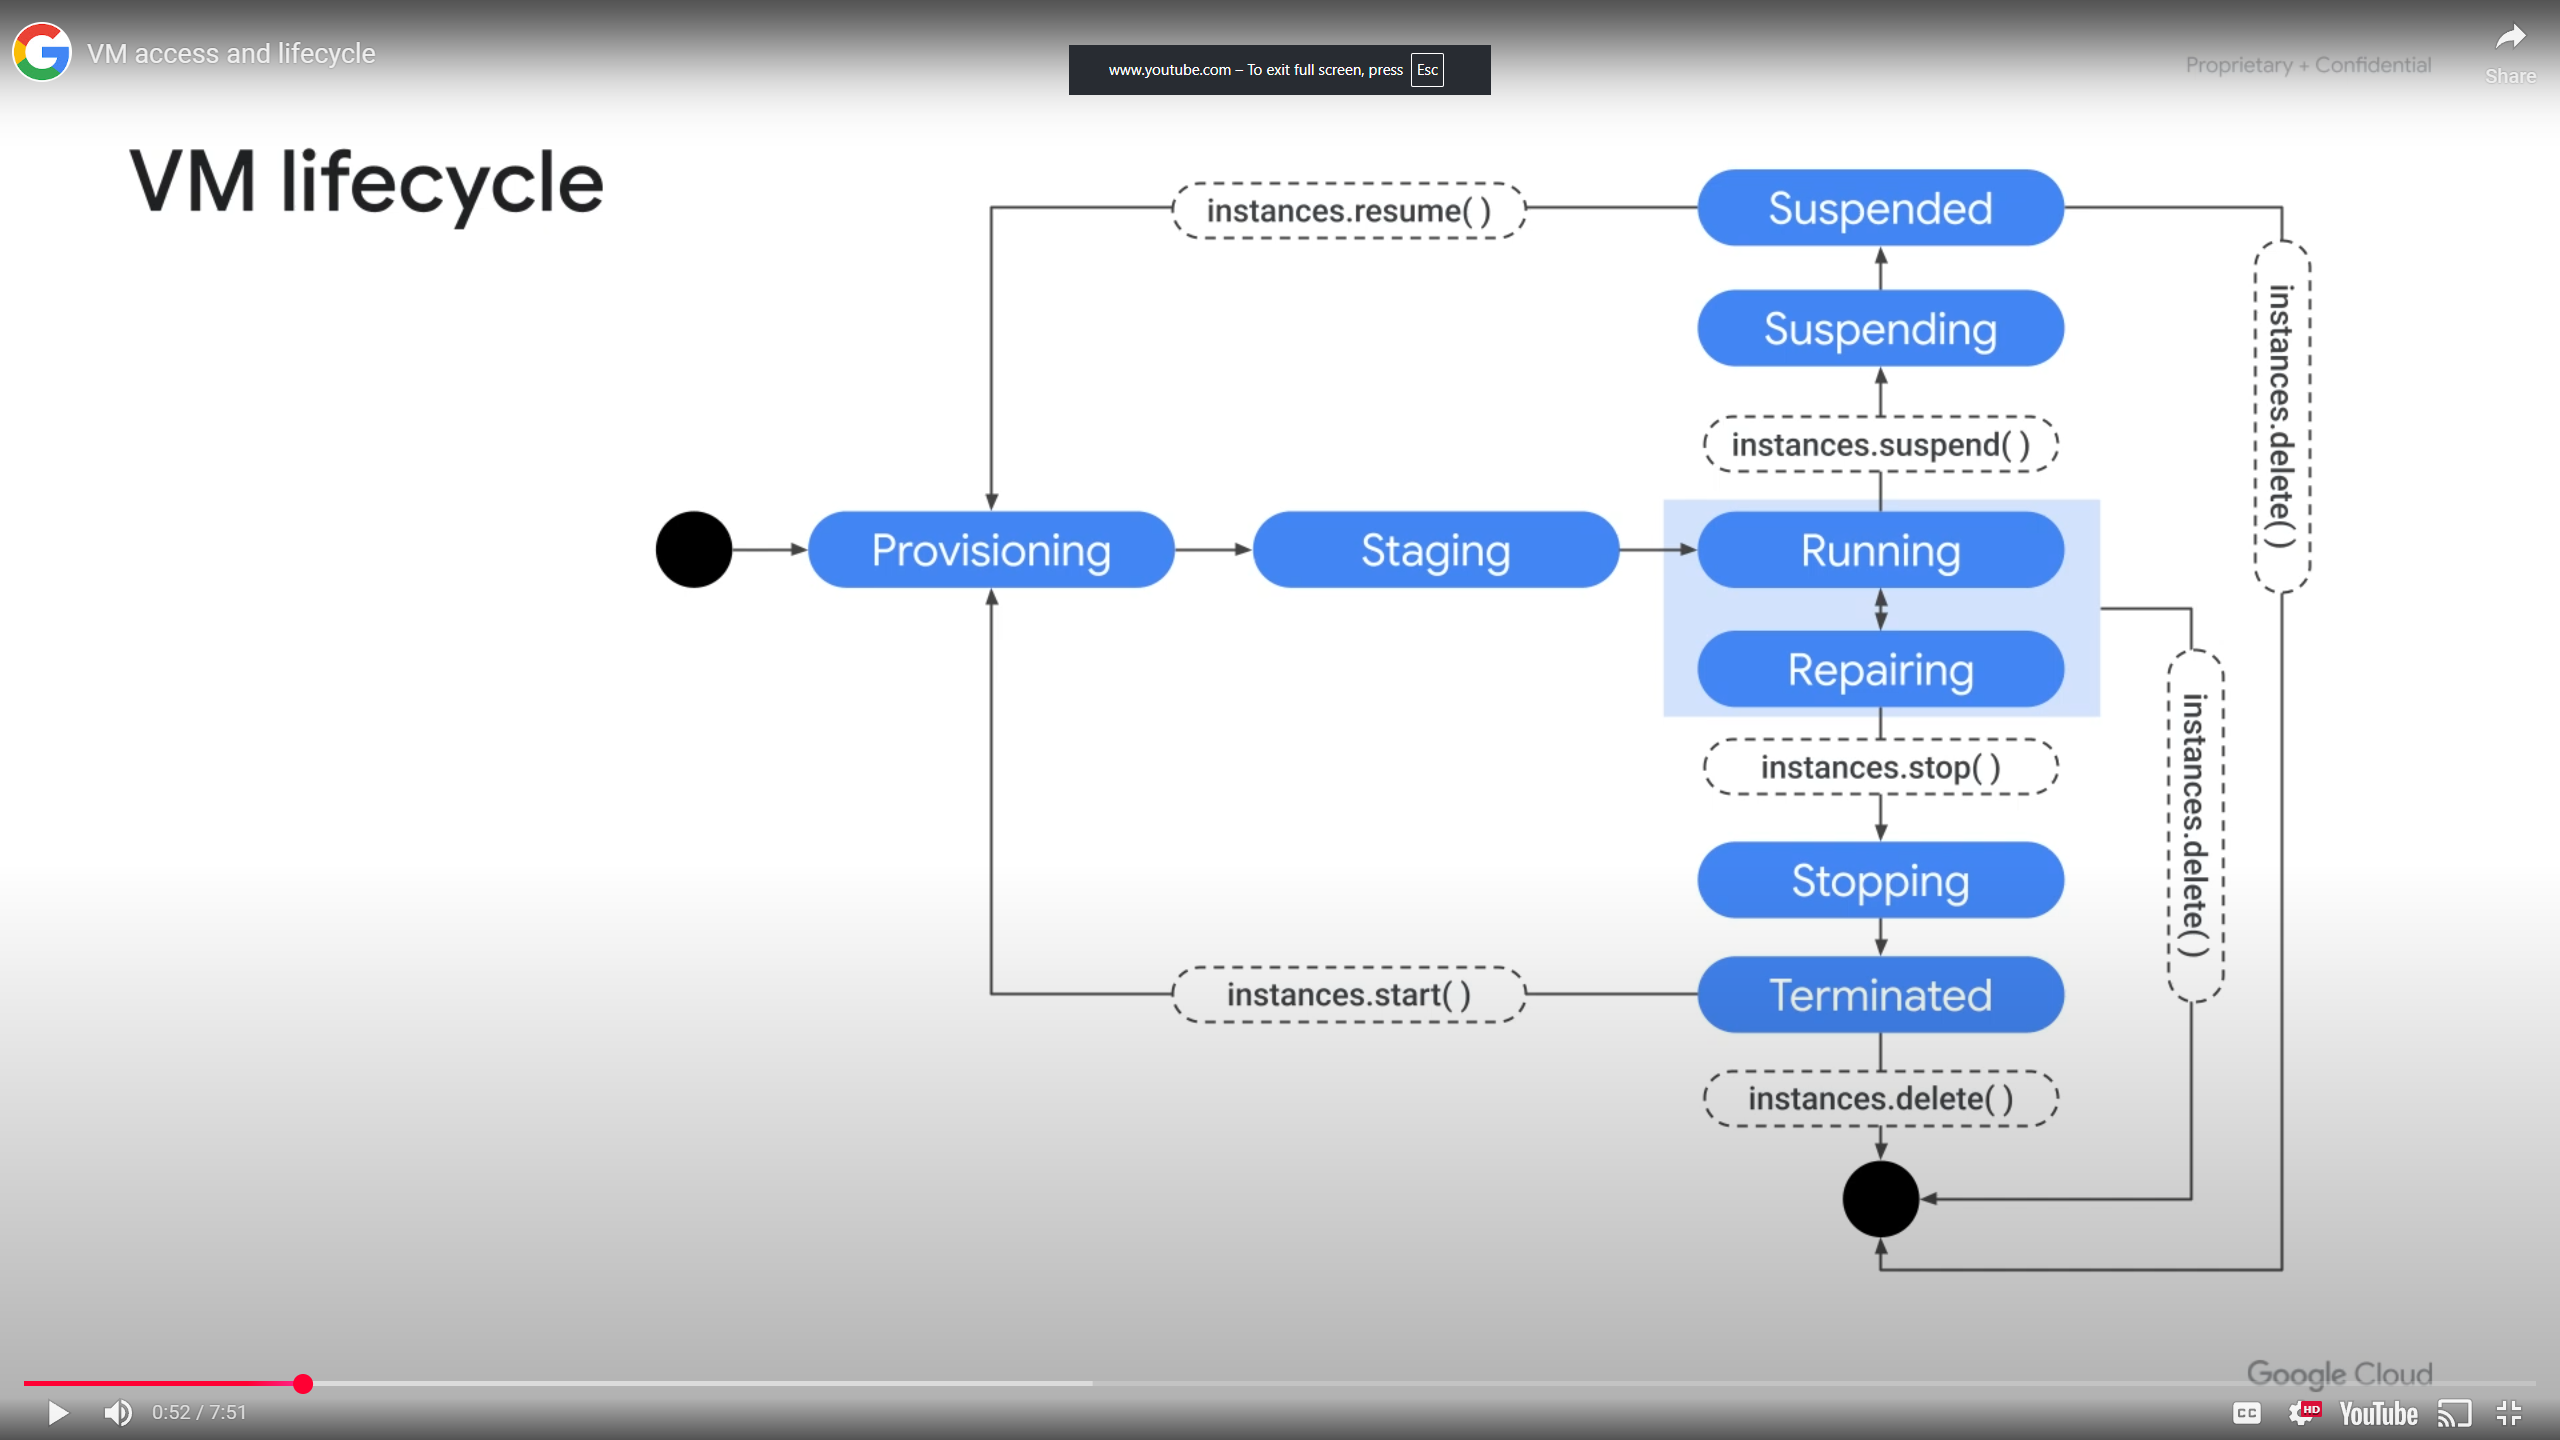 VM access and lifecycle
www.youtube.com – To exit full screen, press Esc
Proprietary + Confidential
Share
VM lifecycle
instances.resume( )
Suspended
Suspending
instances.delete( )
instances.suspend( )
Provisioning
Staging
Running
Repairing
instances.stop( )
instances.delete( )
Stopping
instances.start( )
Terminated
instances.delete( )
Google Cloud
0:52 / 7:51
CC
HD
YouTube